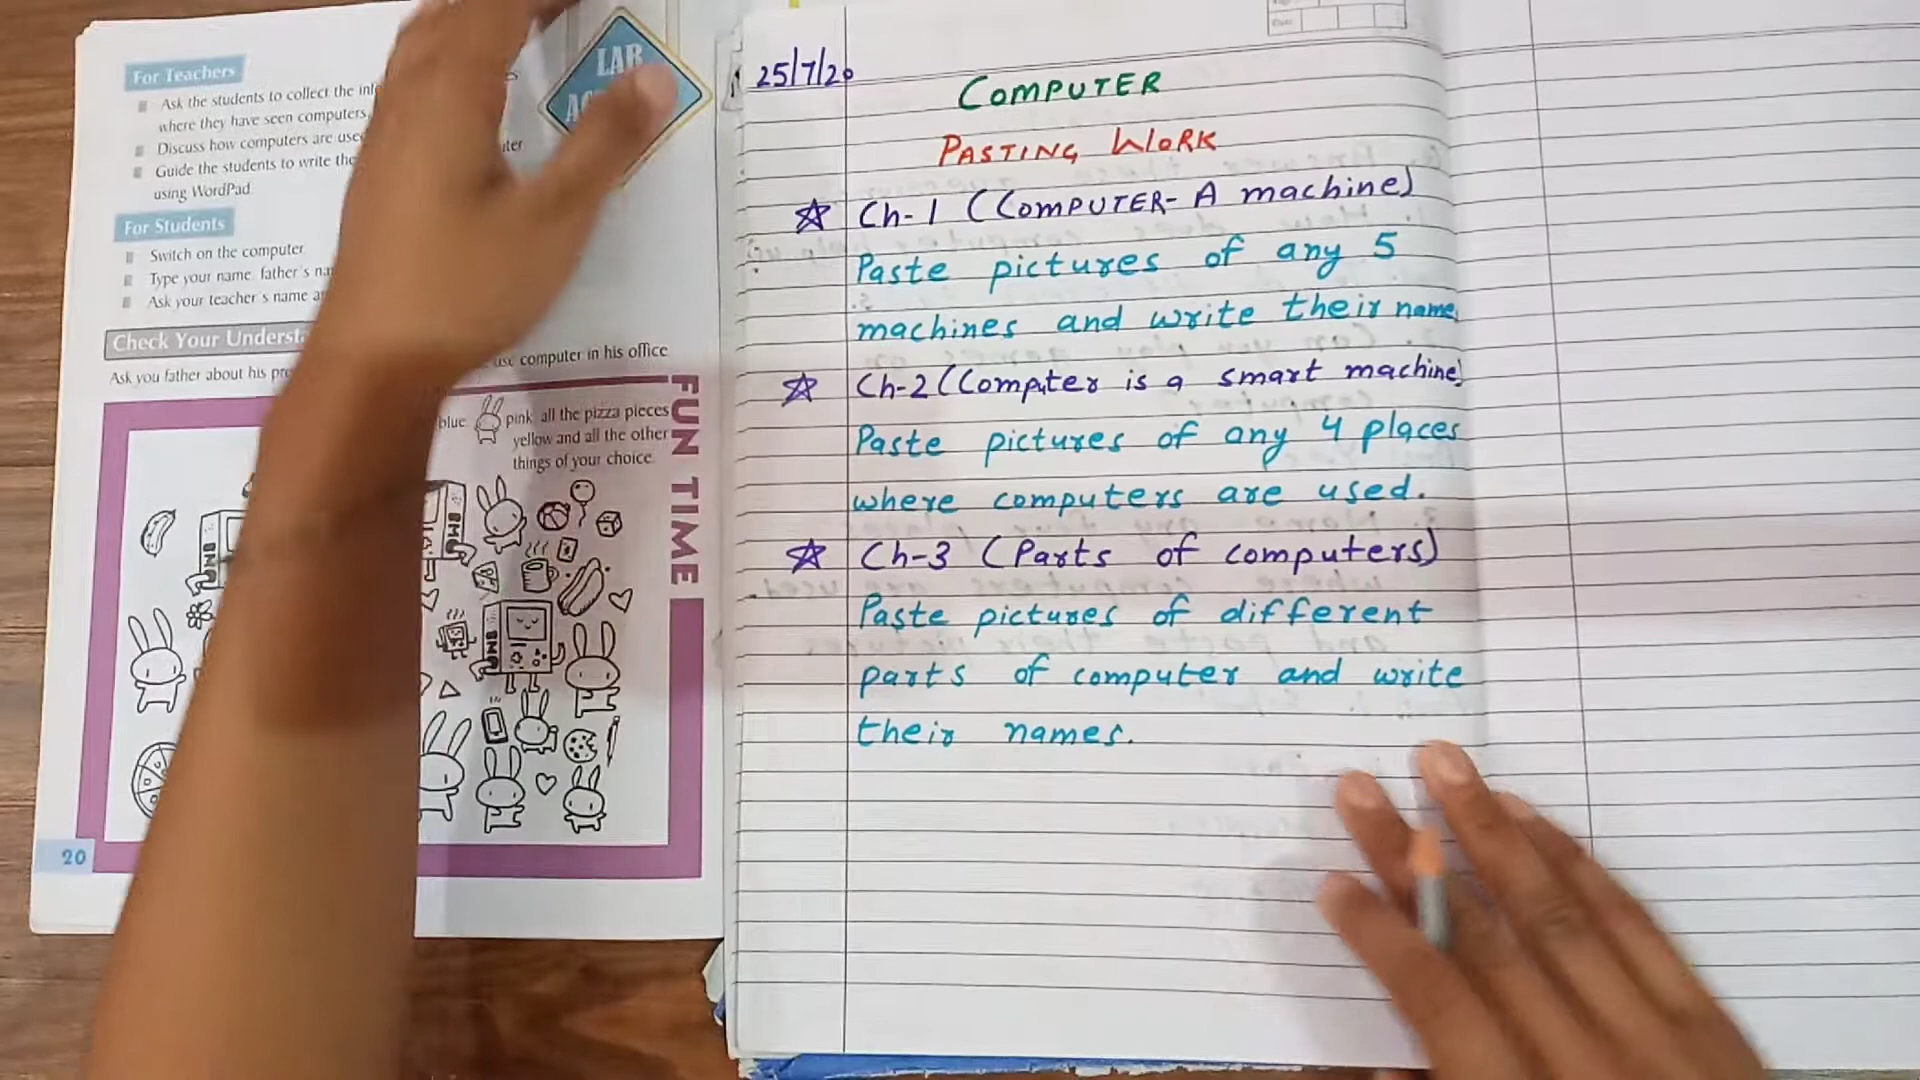 For Teachers
Ask the students to collect the
where they have seen computers
Discuss how computers are used
Guide the students to write the
using WordPad
For Students
Switch on the computer
Type your name, father's
Ask your teacher's name
Check Your
Ask you father about his
use computer in his office
LAB
blue
pink, all the pizza pieces
yellow and all the other
things of your choice.
FUN TIME
BMO
BMO
BMO
20
25/7/20
Date:
COMPUTER
PASTING WORK
Ch-1 (COMPUTER- A machine)
Paste pictures of any 5
machines and write their name
Ch-2 (Computer is a smart machine)
Paste pictures of any 4 places
where computers are used.
Ch-3 (Parts of computers)
Paste pictures of different
parts of computer and write
their names.